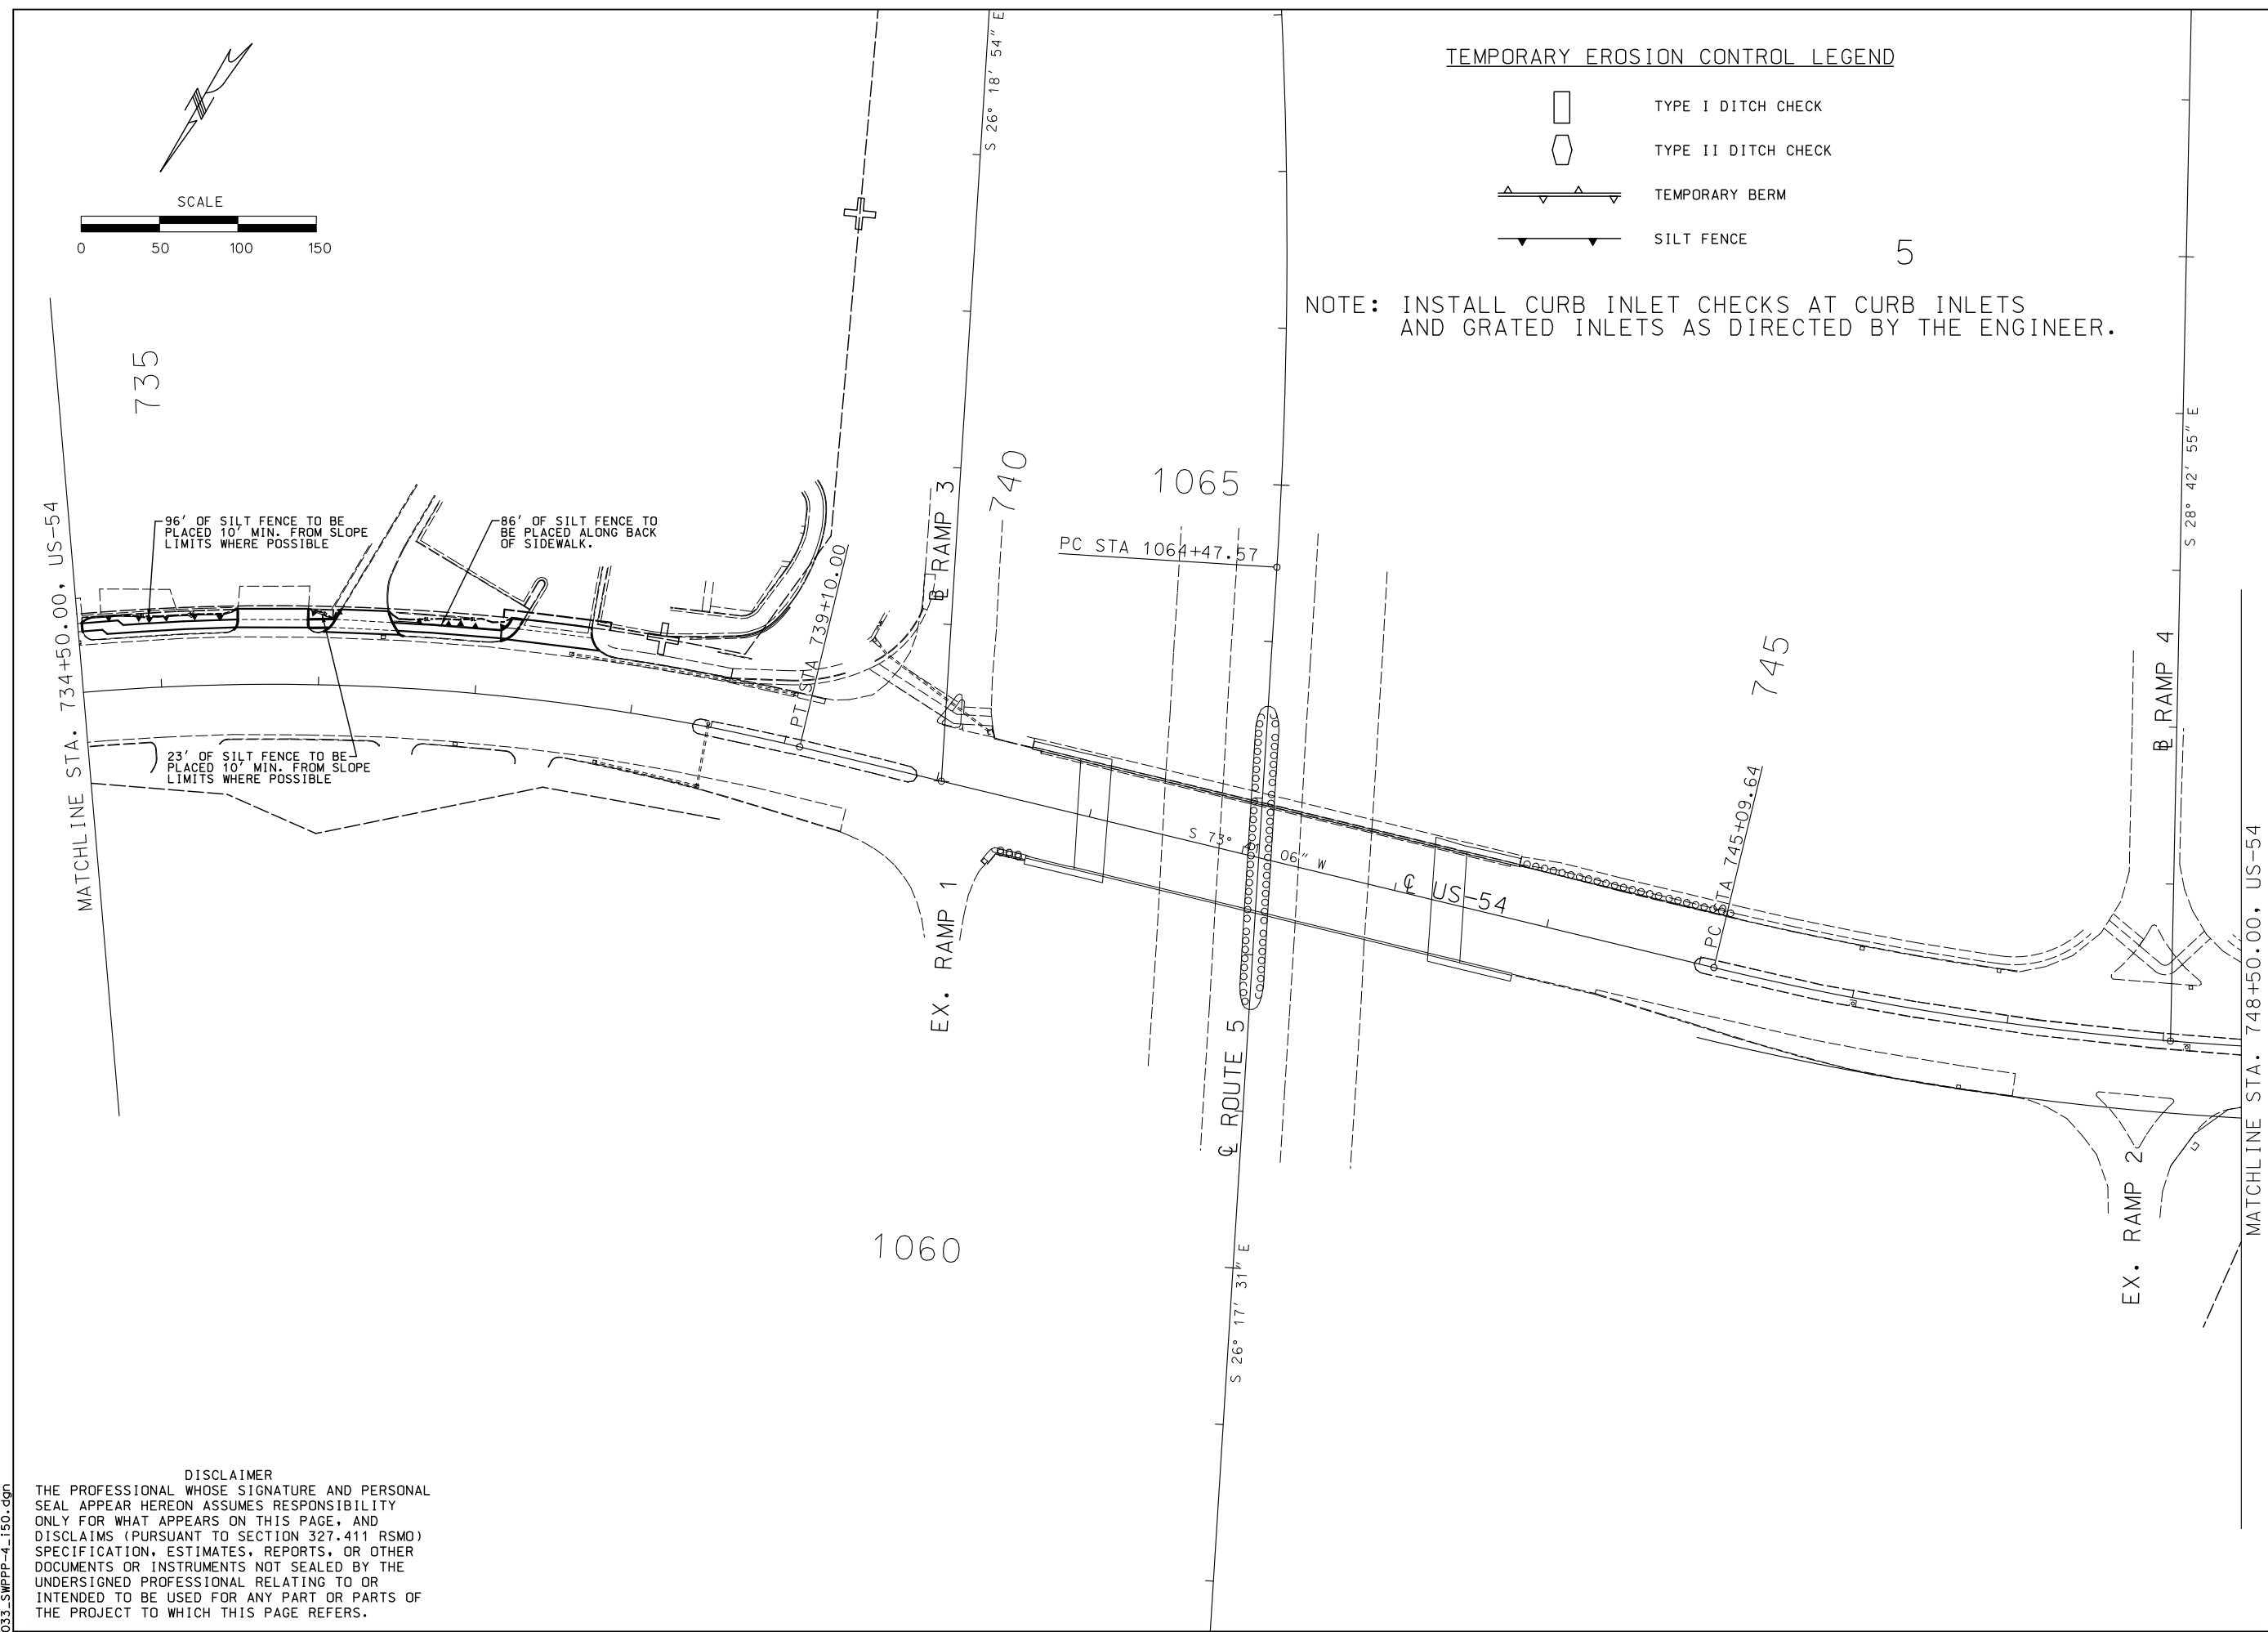 TEMPORARY EROSION CONTROL LEGEND
TYPE I DITCH CHECK
TYPE II DITCH CHECK
TEMPORARY BERM
SILT FENCE
5
NOTE: INSTALL CURB INLET CHECKS AT CURB INLETS
AND GRATED INLETS AS DIRECTED BY THE ENGINEER.
SCALE
0 50 100 150
S 26° 18' 54" E
S 28° 42' 55" E
735
740
1065
PC STA 1064+47.57
MATCHLINE STA. 734+50.00, US-54
96' OF SILT FENCE TO BE
PLACED 10' MIN. FROM SLOPE
LIMITS WHERE POSSIBLE
86' OF SILT FENCE TO
BE PLACED ALONG BACK
OF SIDEWALK.
23' OF SILT FENCE TO BE
PLACED 10' MIN. FROM SLOPE
LIMITS WHERE POSSIBLE
PT STA 739+10.00
℄ RAMP 3
745
℄ RAMP 4
PC STA 745+09.64
S 73° 41' 06" W
℄ US-54
EX. RAMP 1
℄ ROUTE 5
EX. RAMP 2
MATCHLINE STA. 748+50.00, US-54
1060
S 26° 17' 31" E
DISCLAIMER
THE PROFESSIONAL WHOSE SIGNATURE AND PERSONAL
SEAL APPEAR HEREON ASSUMES RESPONSIBILITY
ONLY FOR WHAT APPEARS ON THIS PAGE, AND
DISCLAIMS (PURSUANT TO SECTION 327.411 RSMO)
SPECIFICATION, ESTIMATES, REPORTS, OR OTHER
DOCUMENTS OR INSTRUMENTS NOT SEALED BY THE
UNDERSIGNED PROFESSIONAL RELATING TO OR
INTENDED TO BE USED FOR ANY PART OR PARTS OF
THE PROJECT TO WHICH THIS PAGE REFERS.
033_SWPPP-4_i50.dgn